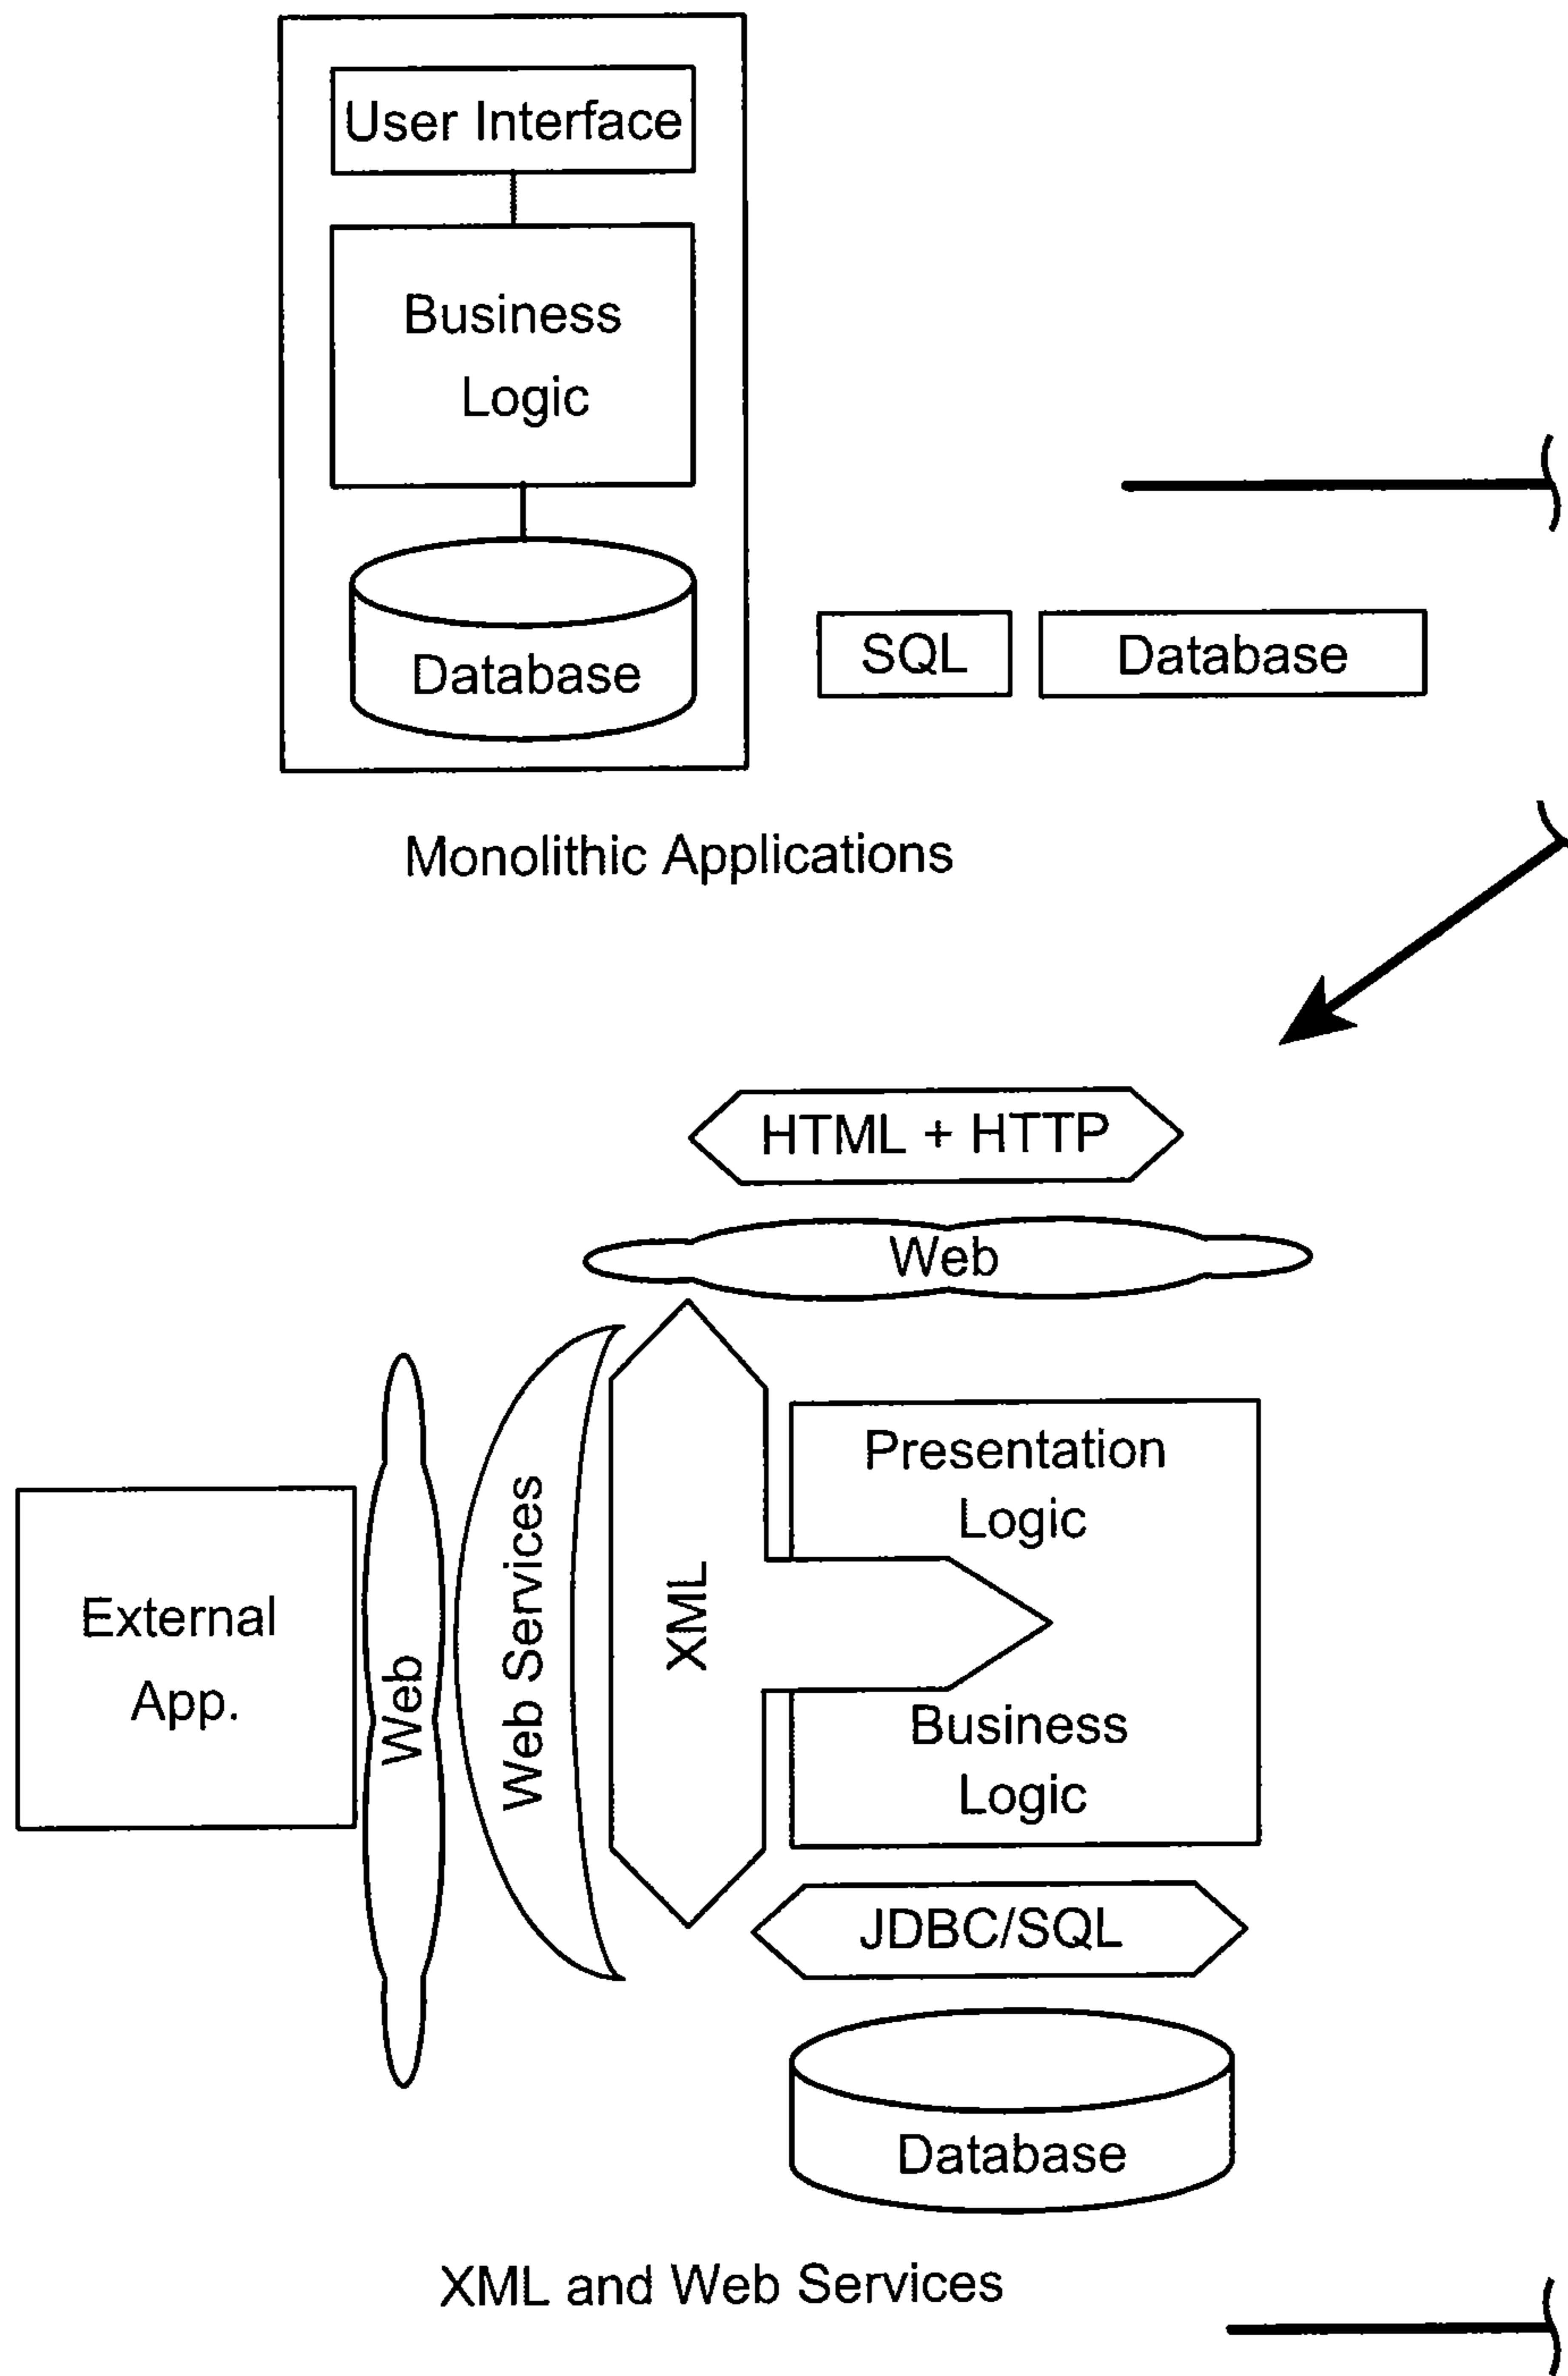 User Interface
Business
Logic
Database
SQL
Database
Monolithic Applications
HTML + HTTP
Web
External
App.
Web
Web Services
XML
Presentation
Logic
Business
Logic
JDBC/SQL
Database
XML and Web Services